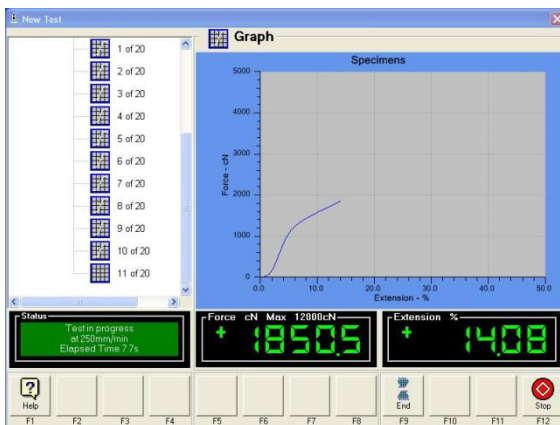 New Test
1 of 20
2 of 20
3 of 20
4 of 20
5 of 20
6 of 20
7 of 20
8 of 20
9 of 20
10 of 20
11 of 20
Graph
Specimens
5000
4000
3000
2000
1000
0
Force - cN
0.0 10.0 20.0 30.0 40.0 50.0
Extension - %
Status
Test in progress
at 250mm/min
Elapsed Time 7.7s
Force cN Max 12000cN
+ 1850.5
Extension %
+ 14.08
Help
End
Stop
F1 F2 F3 F4 F5 F6 F7 F8 F9 F10 F11 F12